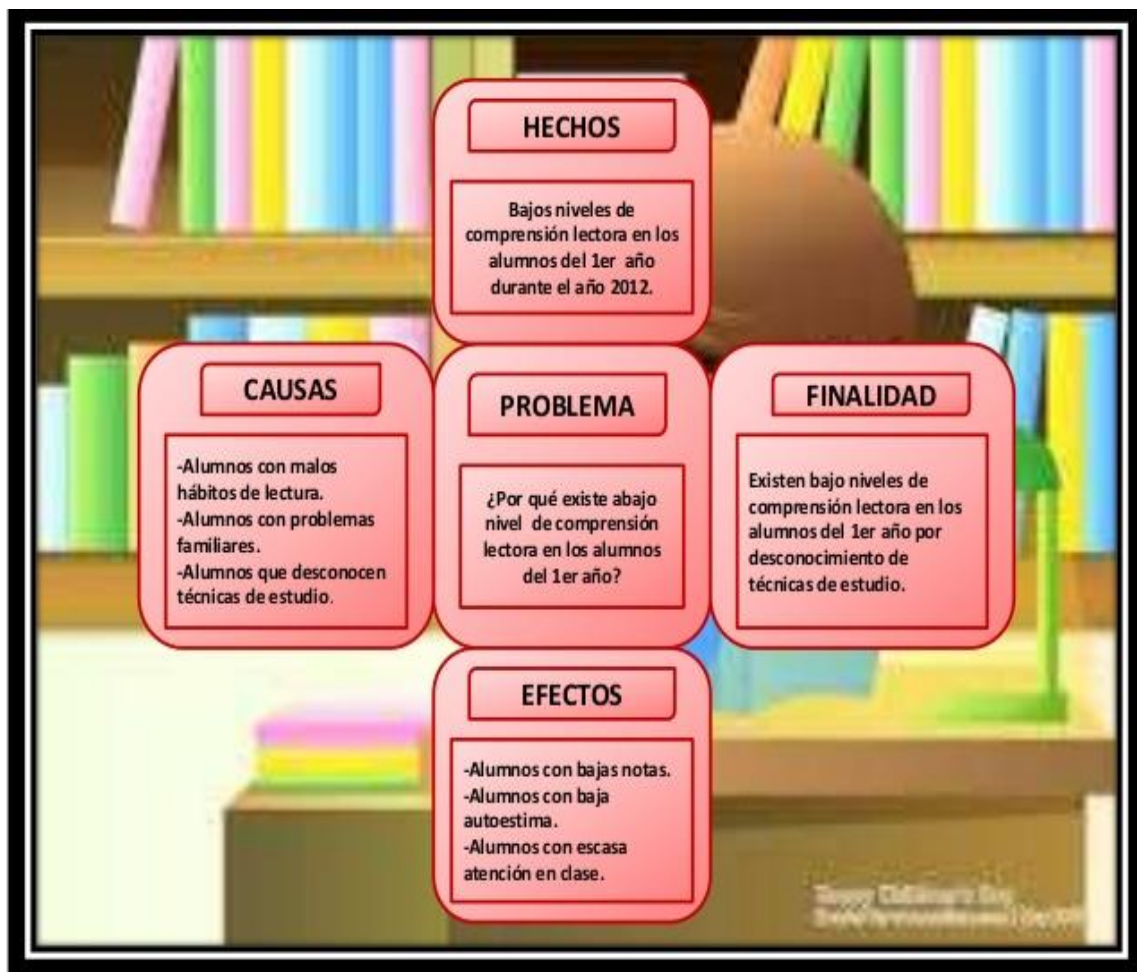 HECHOS
Bajos niveles de
comprensión lectora en los
alumnos del 1er año
durante el año 2012.
CAUSAS
-Alumnos con malos
hábitos de lectura.
-Alumnos con problemas
familiares.
-Alumnos que desconocen
técnicas de estudio.
PROBLEMA
¿Por qué existe abajo
nivel de comprensión
lectora en los alumnos
del 1er año?
FINALIDAD
Existen bajo niveles de
comprensión lectora en los
alumnos del 1er año por
desconocimiento de
técnicas de estudio.
EFECTOS
-Alumnos con bajas notas.
-Alumnos con baja
autoestima.
-Alumnos con escasa
atención en clase.
Happy Children's Day